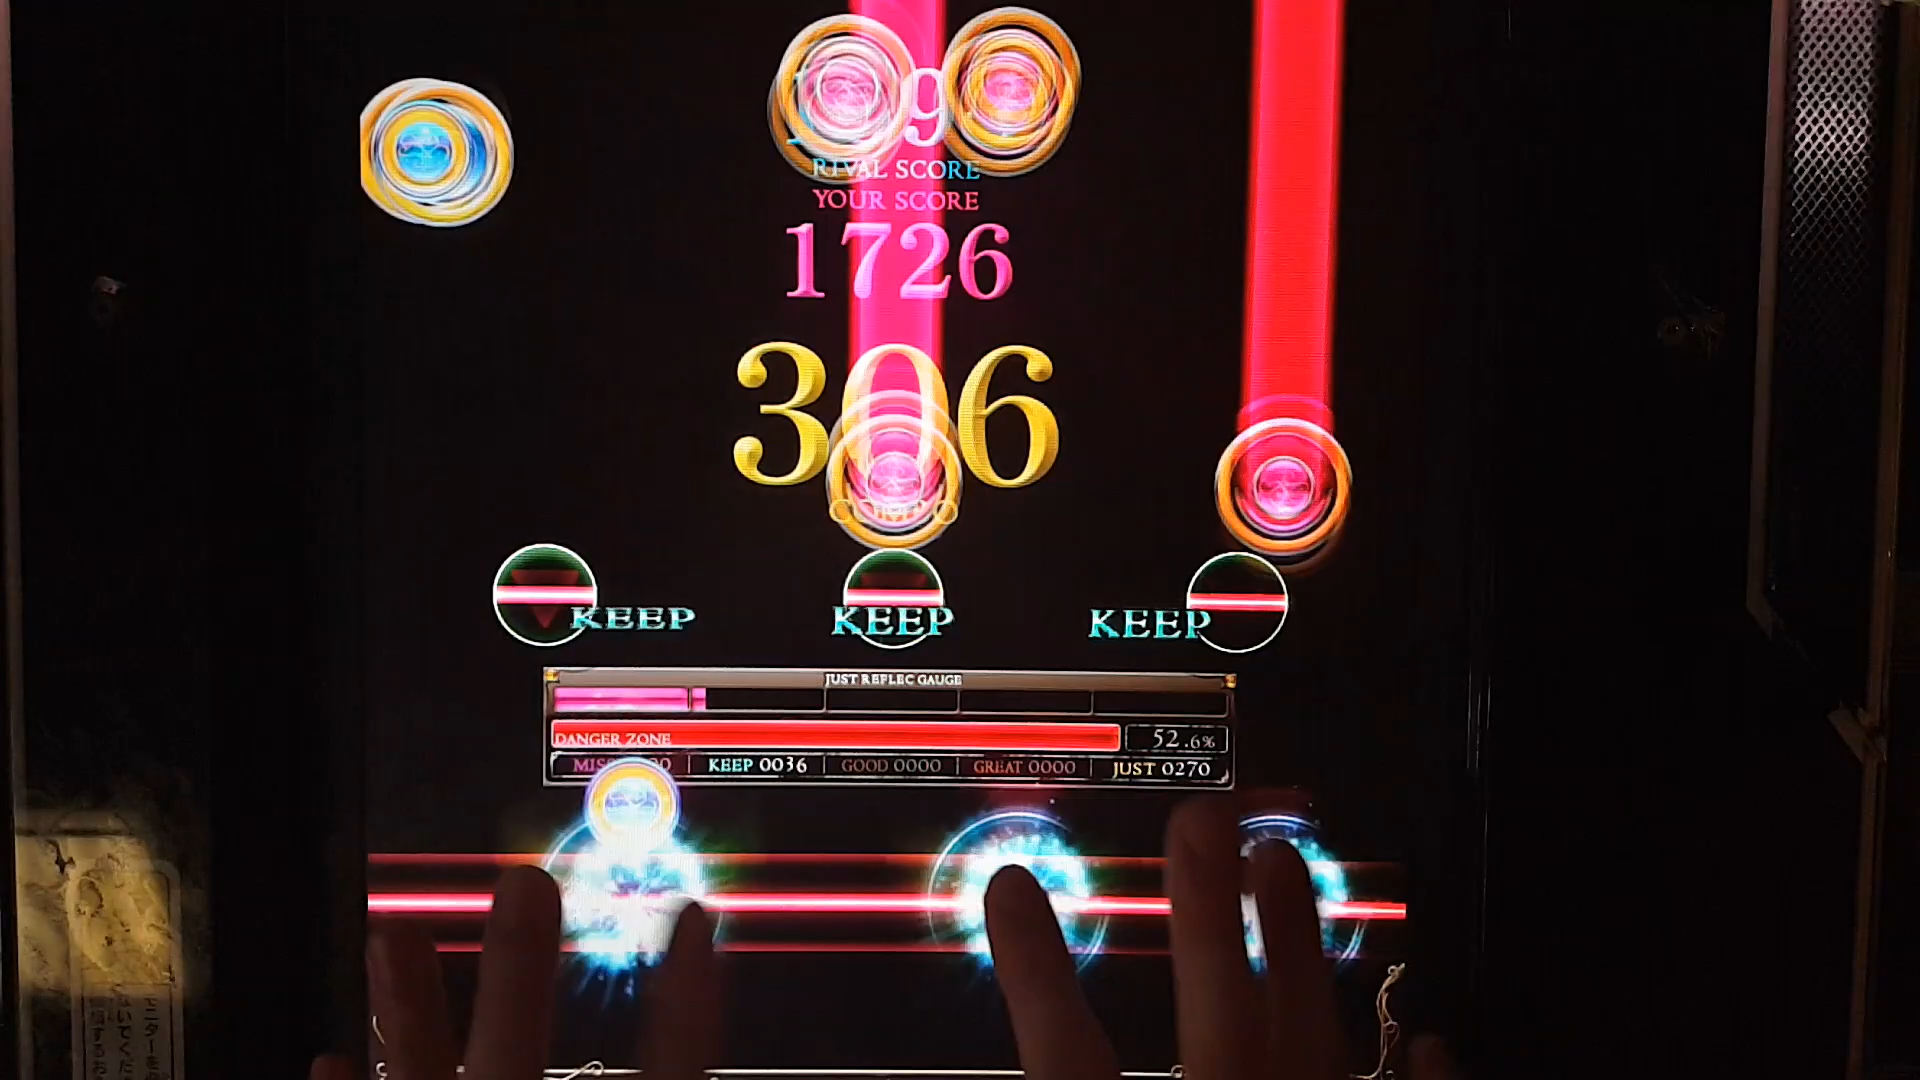 RIVAL SCORE
YOUR SCORE
1726
306
COMBO
KEEP KEEP KEEP
JUST REFLEC GAUGE
DANGER ZONE 52.6%
KEEP 0036 GOOD 0000 GREAT 0000 JUST 0270